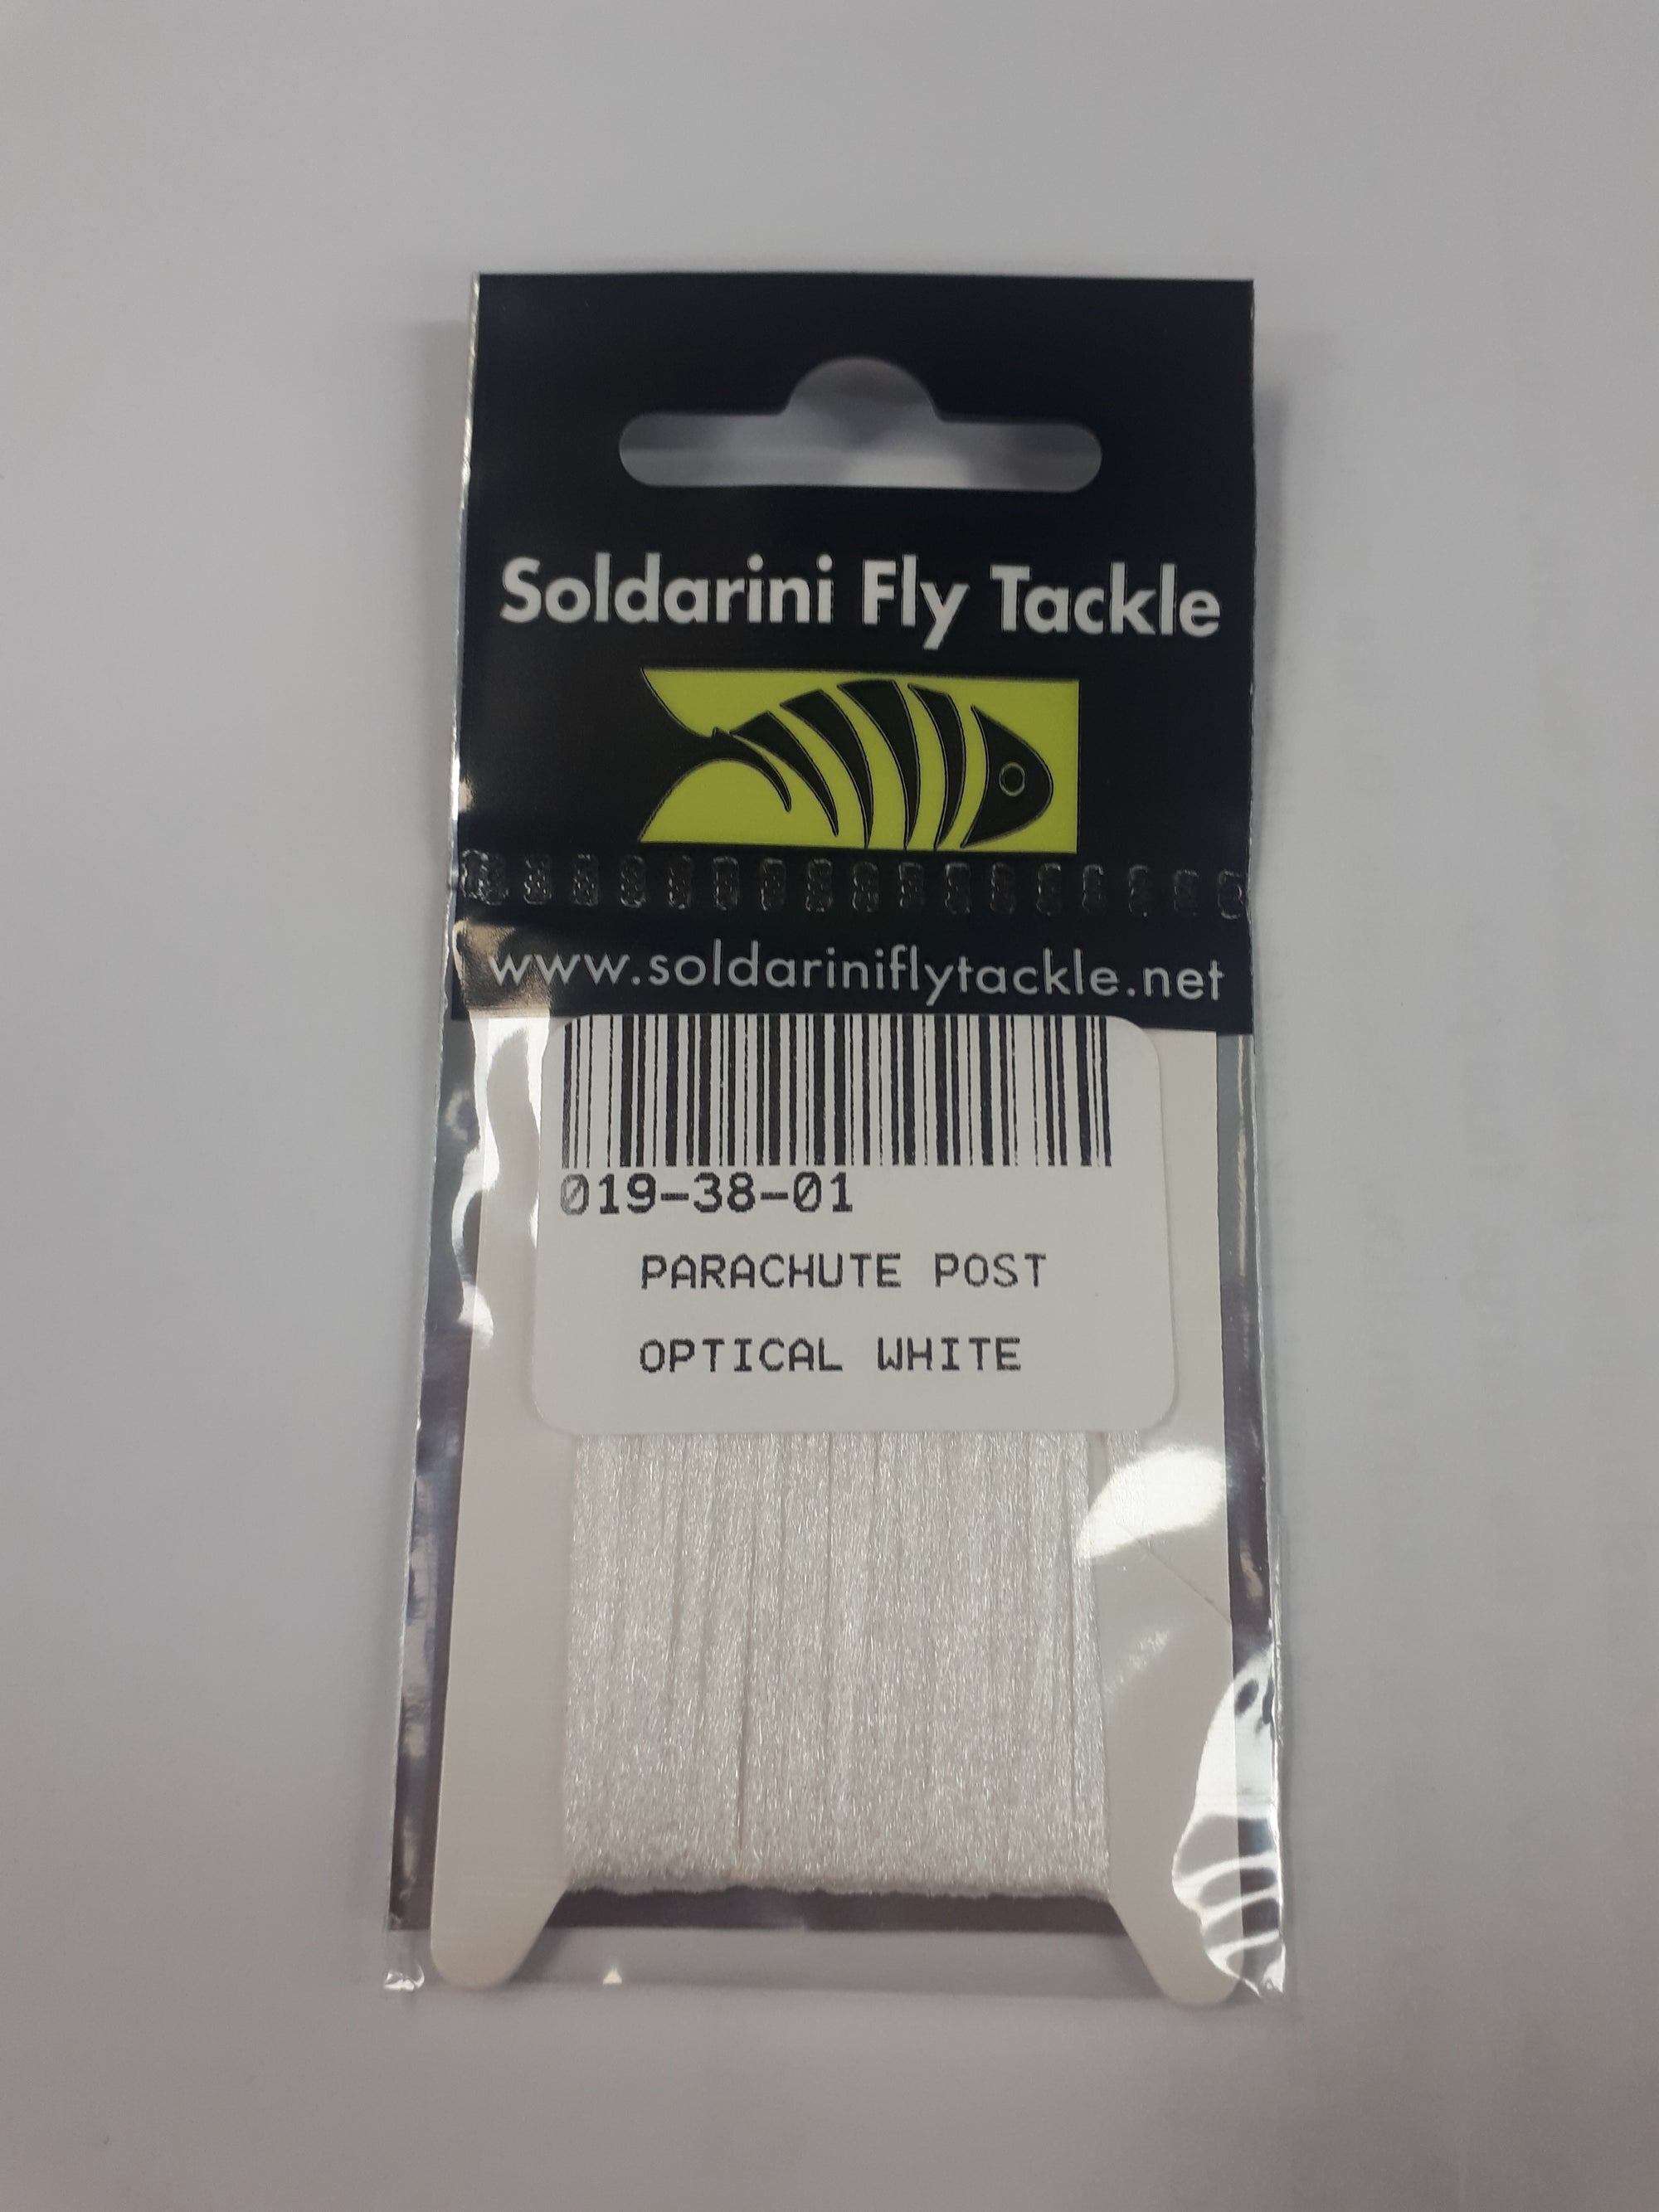 Soldarini Fly Tackle
www.soldariniflytackle.net
019-38-01
PARACHUTE POST
OPTICAL WHITE